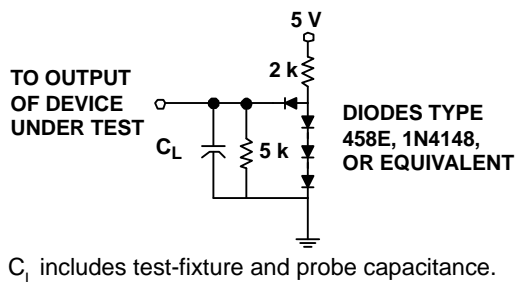 5 V
2 k
TO OUTPUT
OF DEVICE
UNDER TEST
DIODES TYPE
458E, 1N4148,
OR EQUIVALENT
CL
5 k
CL includes test-fixture and probe capacitance.